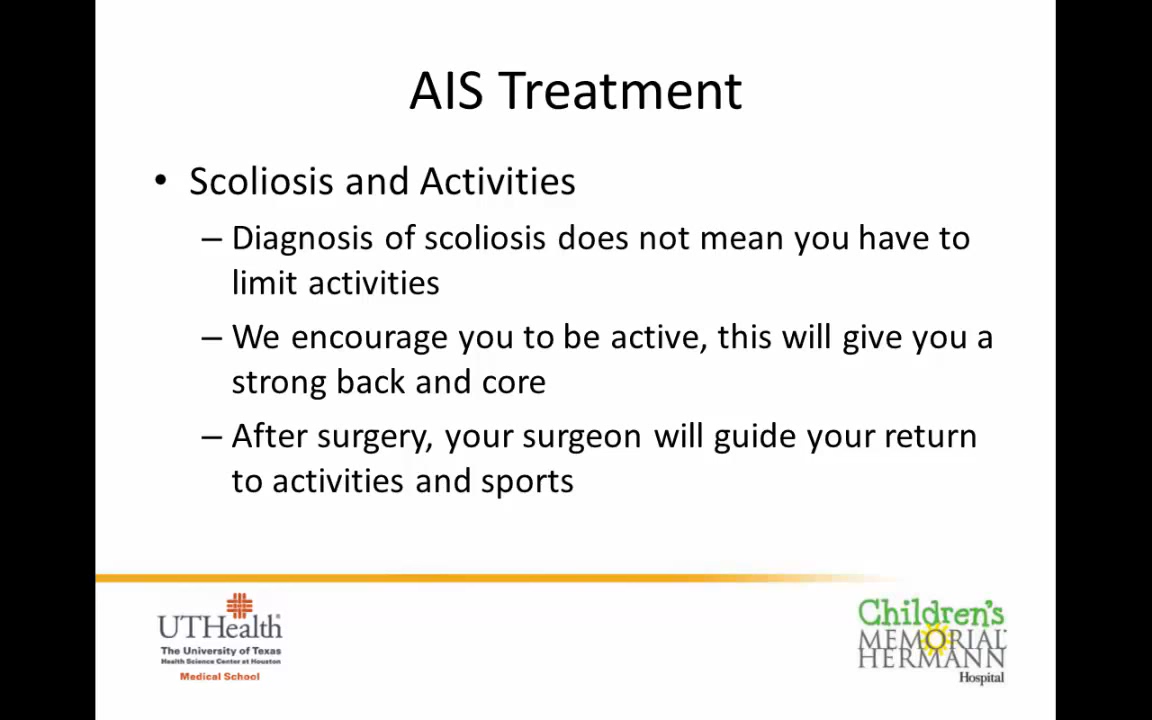 AIS Treatment
• Scoliosis and Activities
– Diagnosis of scoliosis does not mean you have to
limit activities
– We encourage you to be active, this will give you a
strong back and core
– After surgery, your surgeon will guide your return
to activities and sports
UTHealth
The University of Texas
Health Science Center at Houston
Medical School
Children's
MEMORIAL
HERMANN
Hospital